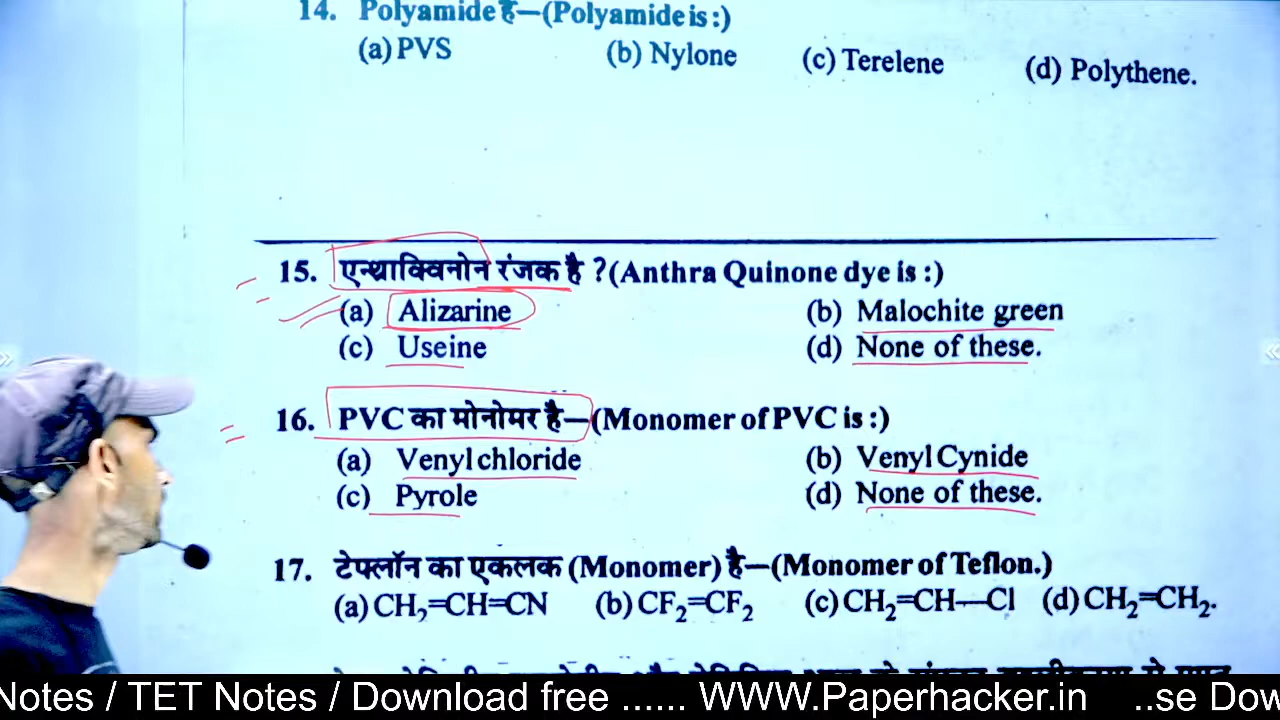 14. Polyamide है—(Polyamide is :)
(a) PVS (b) Nylone (c) Terelene (d) Polythene.
15. एन्थ्राक्विनोन रंजक है ? (Anthra Quinone dye is :)
(a) Alizarine (b) Malochite green
(c) Useine (d) None of these.
16. PVC का मोनोमर है—(Monomer of PVC is :)
(a) Venyl chloride (b) Venyl Cynide
(c) Pyrole (d) None of these.
17. टेफ्लॉन का एकलक (Monomer) है—(Monomer of Teflon.)
(a) CH₂=CH=CN (b) CF₂=CF₂ (c) CH₂=CH—Cl (d) CH₂=CH₂.
Notes / TET Notes / Download free ...... WWW.Paperhacker.in ..se Dow